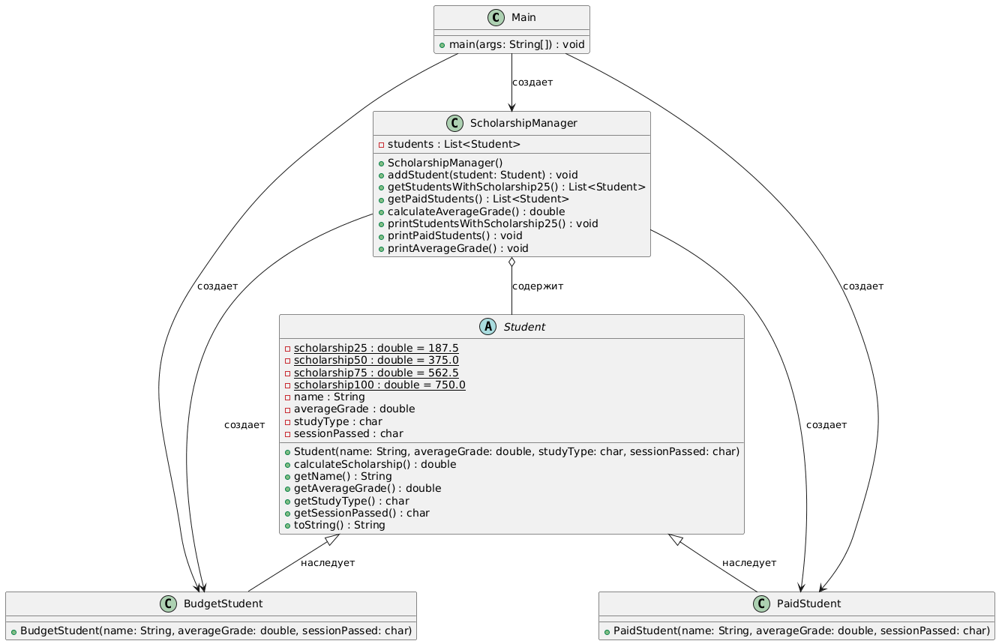 C Main
main(args: String[]) : void
создает
C ScholarshipManager
students : List<Student>
ScholarshipManager()
addStudent(student: Student) : void
getStudentsWithScholarship25() : List<Student>
getPaidStudents() : List<Student>
calculateAverageGrade() : double
printStudentsWithScholarship25() : void
printPaidStudents() : void
printAverageGrade() : void
создает
содержит
создает
A Student
scholarship25 : double = 187.5
scholarship50 : double = 375.0
scholarship75 : double = 562.5
scholarship100 : double = 750.0
name : String
averageGrade : double
studyType : char
sessionPassed : char
Student(name: String, averageGrade: double, studyType: char, sessionPassed: char)
calculateScholarship() : double
getName() : String
getAverageGrade() : double
getStudyType() : char
getSessionPassed() : char
toString() : String
создает
создает
наследует
наследует
C BudgetStudent
BudgetStudent(name: String, averageGrade: double, sessionPassed: char)
C PaidStudent
PaidStudent(name: String, averageGrade: double, sessionPassed: char)